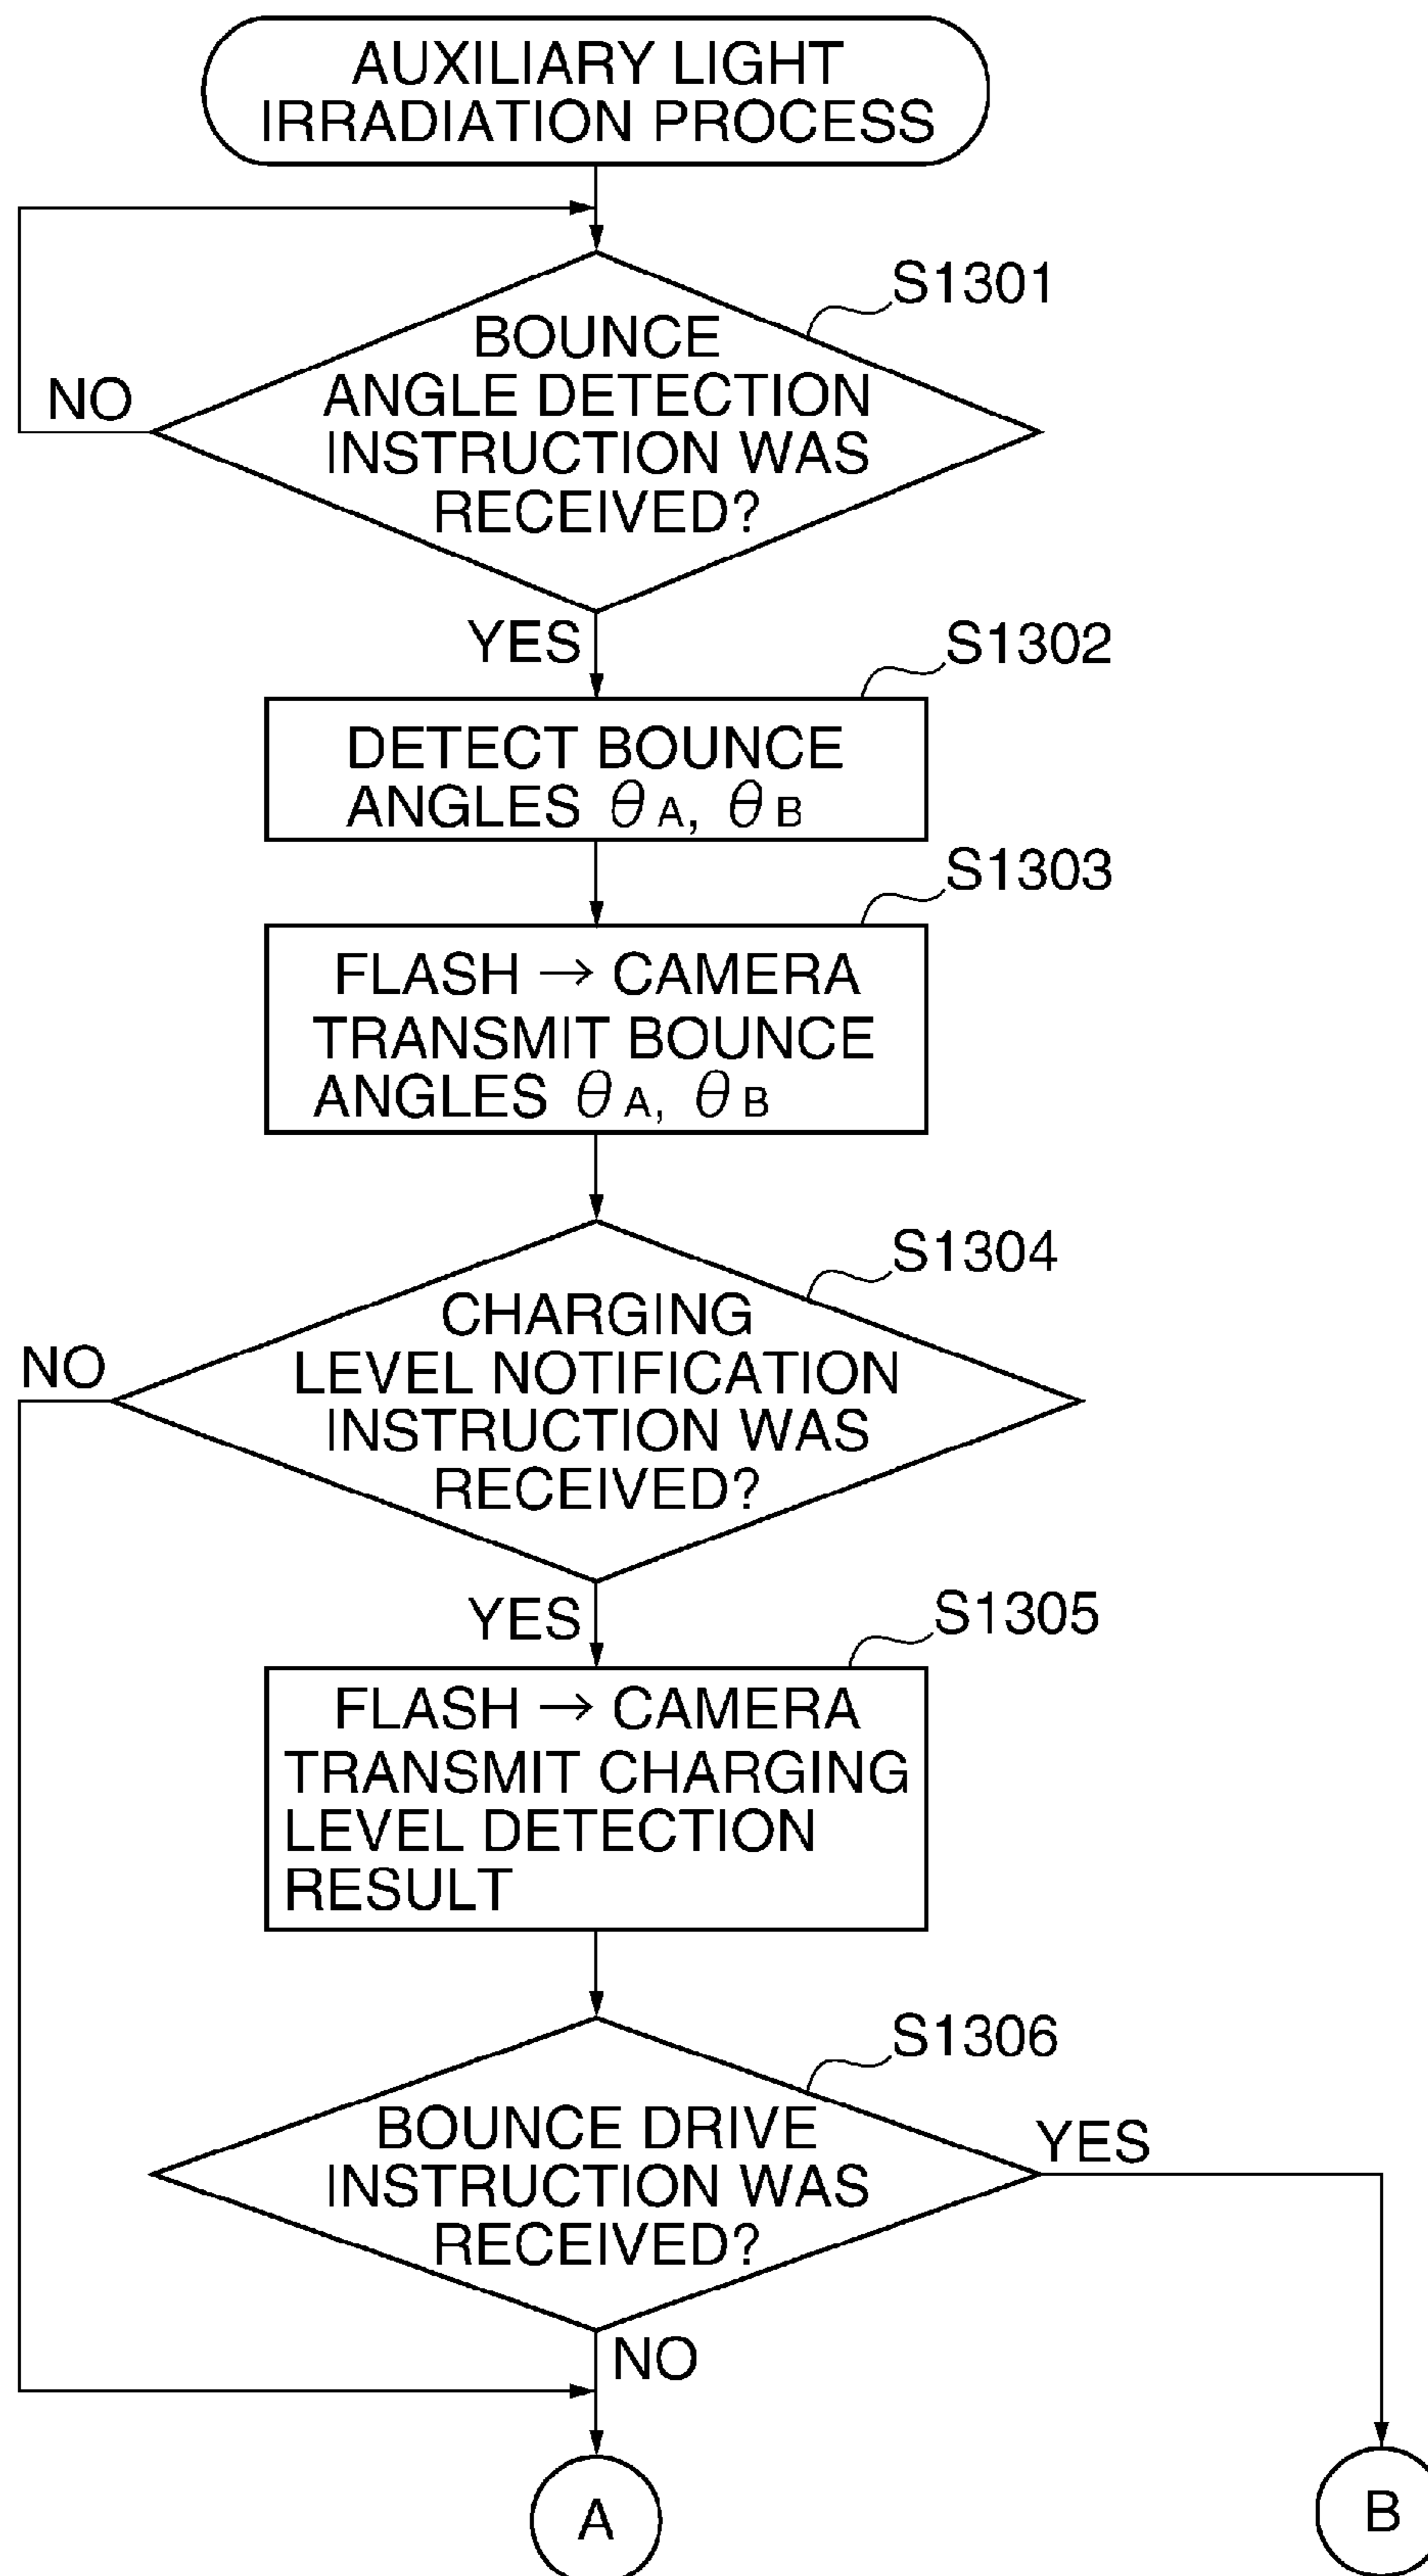 AUXILIARY LIGHT
IRRADIATION PROCESS
S1301
BOUNCE
ANGLE DETECTION
INSTRUCTION WAS
RECEIVED?
NO
YES
S1302
DETECT BOUNCE
ANGLES θA, θB
S1303
FLASH → CAMERA
TRANSMIT BOUNCE
ANGLES θA, θB
S1304
CHARGING
LEVEL NOTIFICATION
INSTRUCTION WAS
RECEIVED?
NO
YES
S1305
FLASH → CAMERA
TRANSMIT CHARGING
LEVEL DETECTION
RESULT
S1306
BOUNCE DRIVE
INSTRUCTION WAS
RECEIVED?
YES
NO
A
B